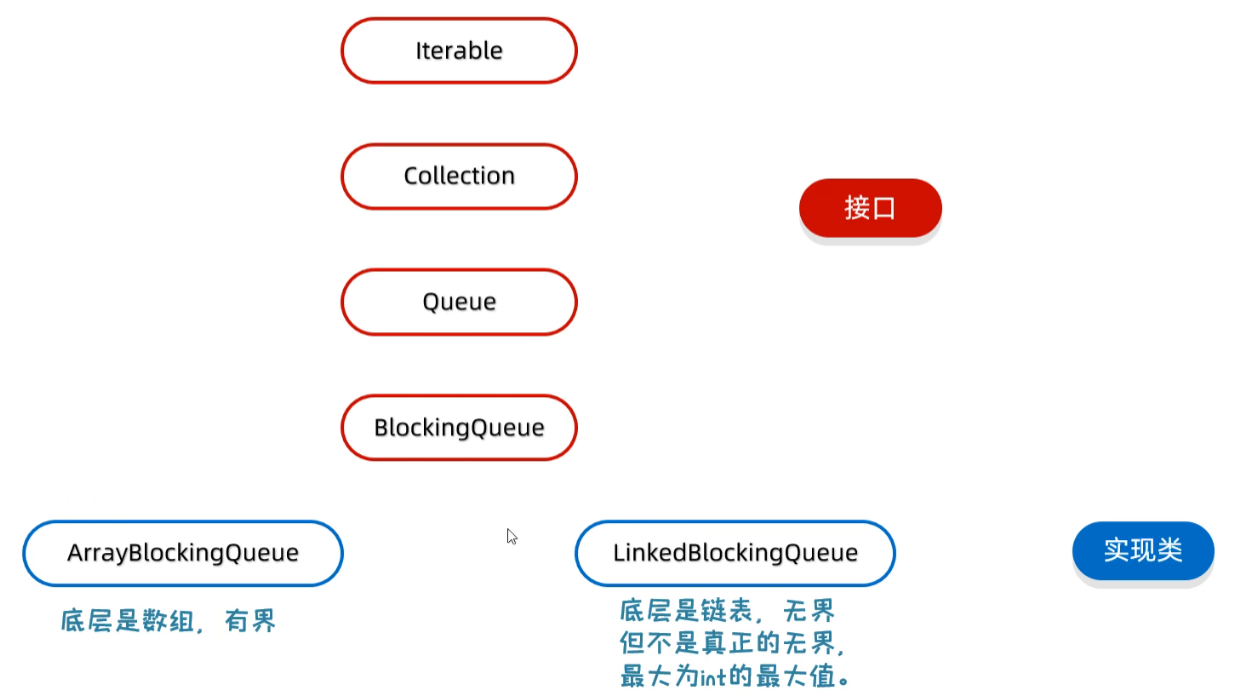 Iterable
Collection
接口
Queue
BlockingQueue
ArrayBlockingQueue
LinkedBlockingQueue
实现类
底层是数组，有界
底层是链表，无界
但不是真正的无界，
最大为int的最大值。